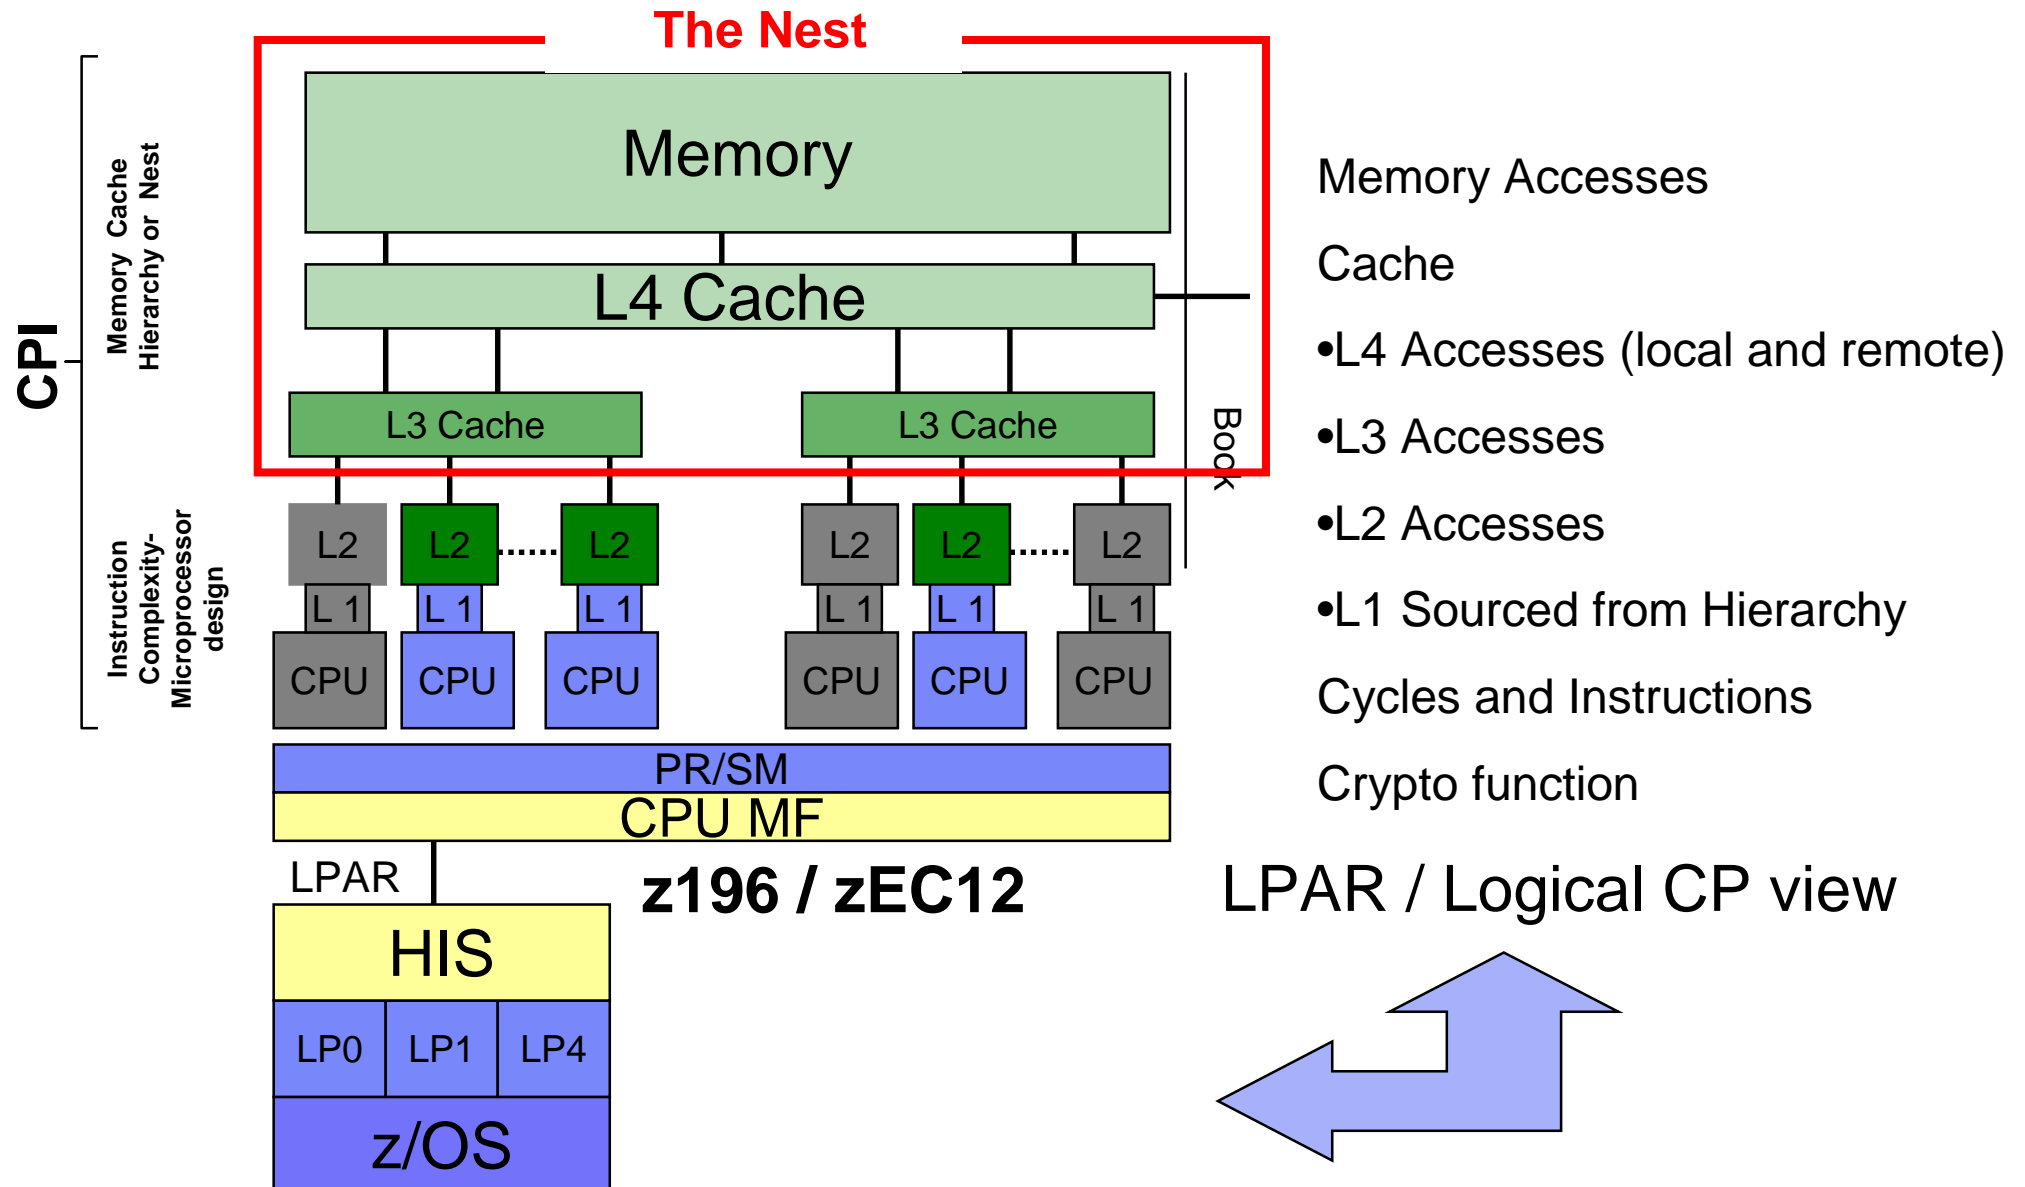 The Nest
Memory
L4 Cache
L3 Cache
L3 Cache
Book
L2
L2
L2
L2
L2
L2
L 1
L 1
L 1
L 1
L 1
L 1
CPU
CPU
CPU
CPU
CPU
CPU
PR/SM
CPU MF
LPAR
z196 / zEC12
HIS
LP0
LP1
LP4
z/OS
CPI
Memory Cache
Hierarchy or Nest
Instruction
Complexity-
Microprocessor
design
Memory Accesses
Cache
•L4 Accesses (local and remote)
•L3 Accesses
•L2 Accesses
•L1 Sourced from Hierarchy
Cycles and Instructions
Crypto function
LPAR / Logical CP view